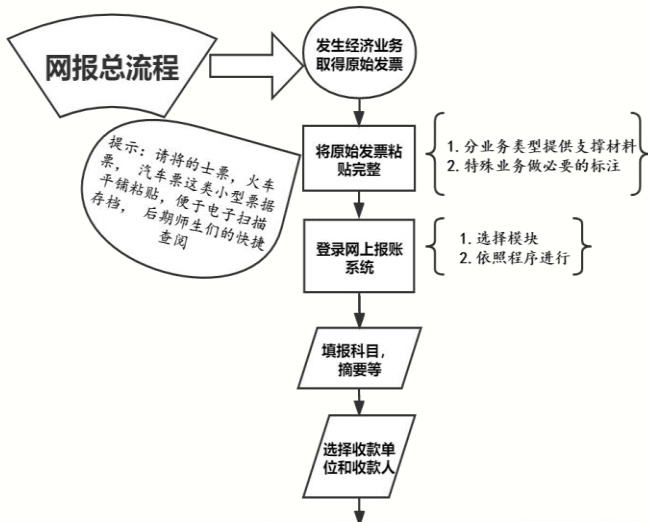 网报总流程
发生经济业务
取得原始发票
将原始发票粘
贴完整
1.分业务类型提供支撑材料
2.特殊业务做必要的标注
提示：请将的士票，火车
票，汽车票这类小型票据
平铺粘贴，便于电子扫描
存档，后期师生们的快捷
查阅
登录网上报账
系统
1.选择模块
2.依照程序进行
填报科目，
摘要等
选择收款单
位和收款人